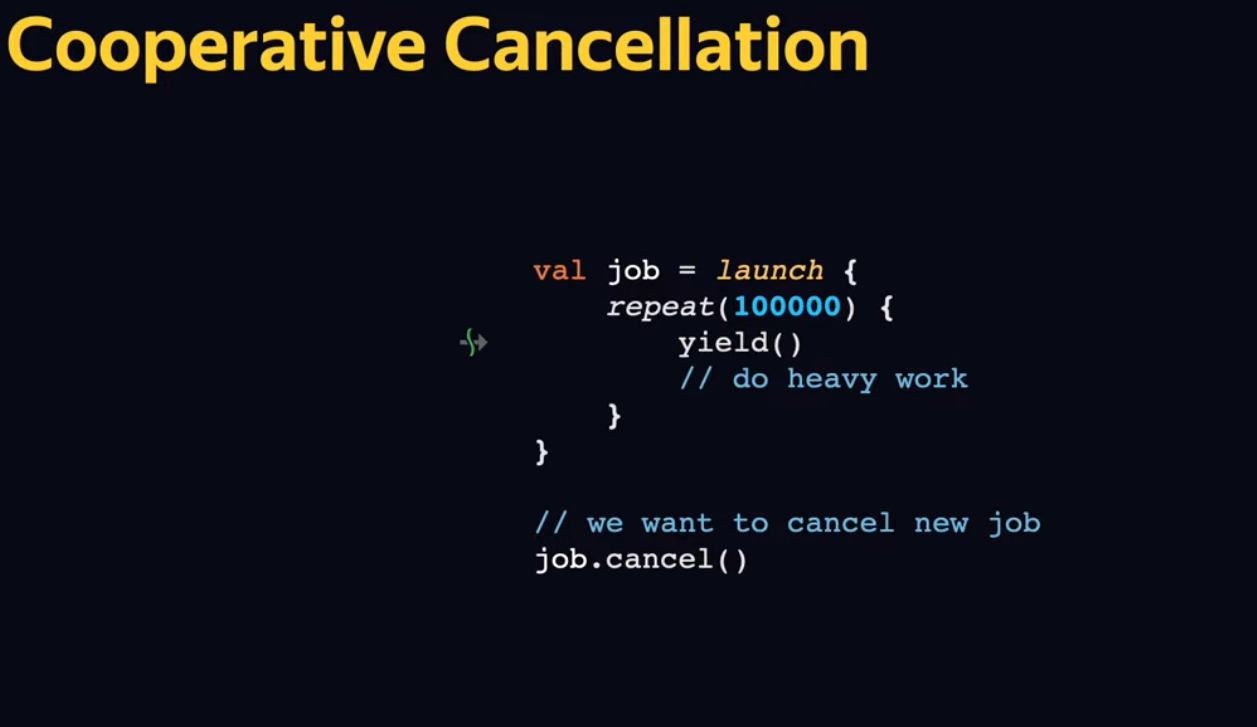 Cooperative Cancellation
val job = launch {
repeat(100000) {
yield()
// do heavy work
}
}
// we want to cancel new job
job.cancel()